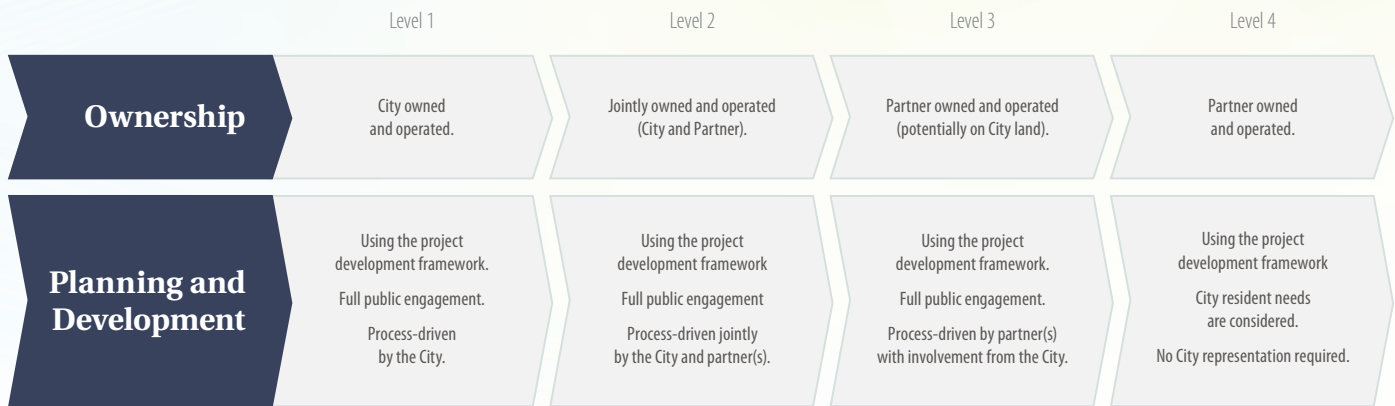 Level 1
Level 2
Level 3
Level 4
Ownership
City owned
and operated.
Jointly owned and operated
(City and Partner).
Partner owned and operated
(potentially on City land).
Partner owned
and operated.
Planning and
Development
Using the project
development framework.
Full public engagement.
Process-driven
by the City.
Using the project
development framework
Full public engagement
Process-driven jointly
by the City and partner(s).
Using the project
development framework.
Full public engagement.
Process-driven by partner(s)
with involvement from the City.
Using the project
development framework
City resident needs
are considered.
No City representation required.